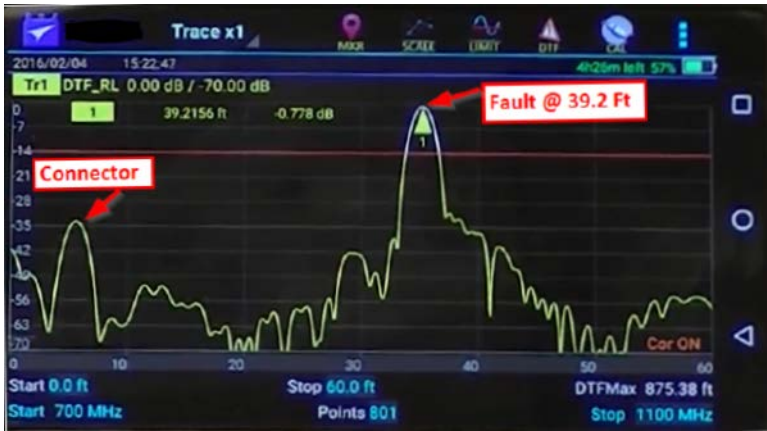 Trace x1
MKR SCALE LIMIT DTF CAL
2016/02/04 15:22:47 4h26m left 57%
Tr1 DTF_RL 0.00 dB / -70.00 dB
1 39.2156 ft -0.778 dB
Fault @ 39.2 Ft
Connector
0
-7
-14
-21
-28
-35
-42
-49
-56
-63
-70
1
Cor ON
0 10 20 30 40 50 60
Start 0.0 ft Stop 60.0 ft DTFMax 875.38 ft
Start 700 MHz Points 801 Stop 1100 MHz